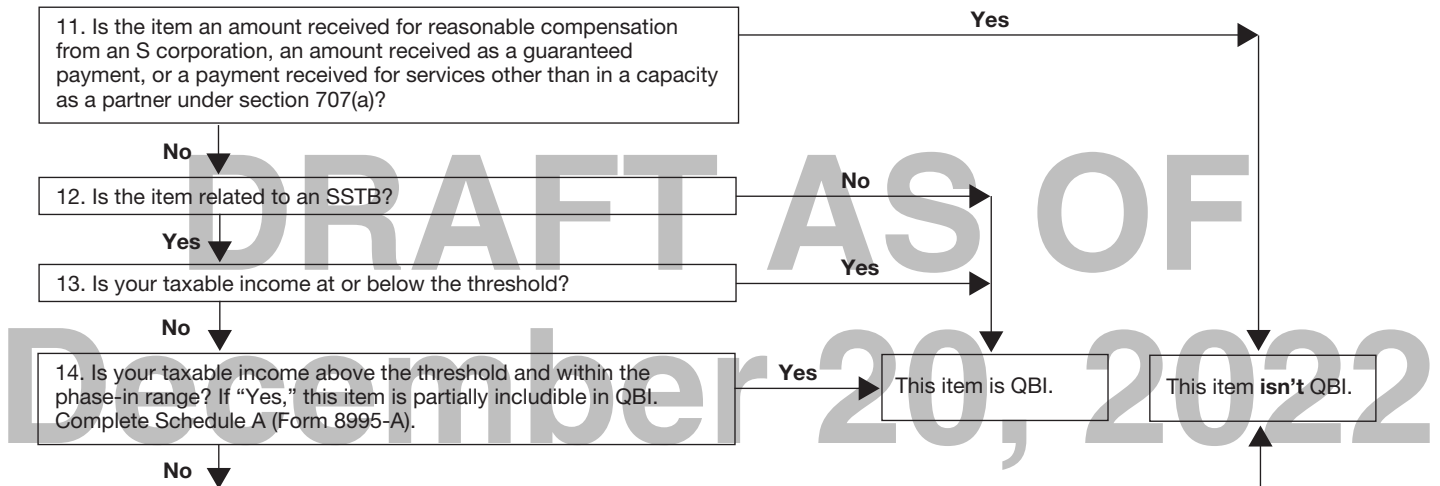 11. Is the item an amount received for reasonable compensation
from an S corporation, an amount received as a guaranteed
payment, or a payment received for services other than in a capacity
as a partner under section 707(a)?
Yes
No
12. Is the item related to an SSTB?
No
Yes
13. Is your taxable income at or below the threshold?
Yes
No
14. Is your taxable income above the threshold and within the
phase-in range? If “Yes,” this item is partially includible in QBI.
Complete Schedule A (Form 8995-A).
Yes
This item is QBI.
This item isn’t QBI.
No
DRAFT AS OF
December 20, 2022